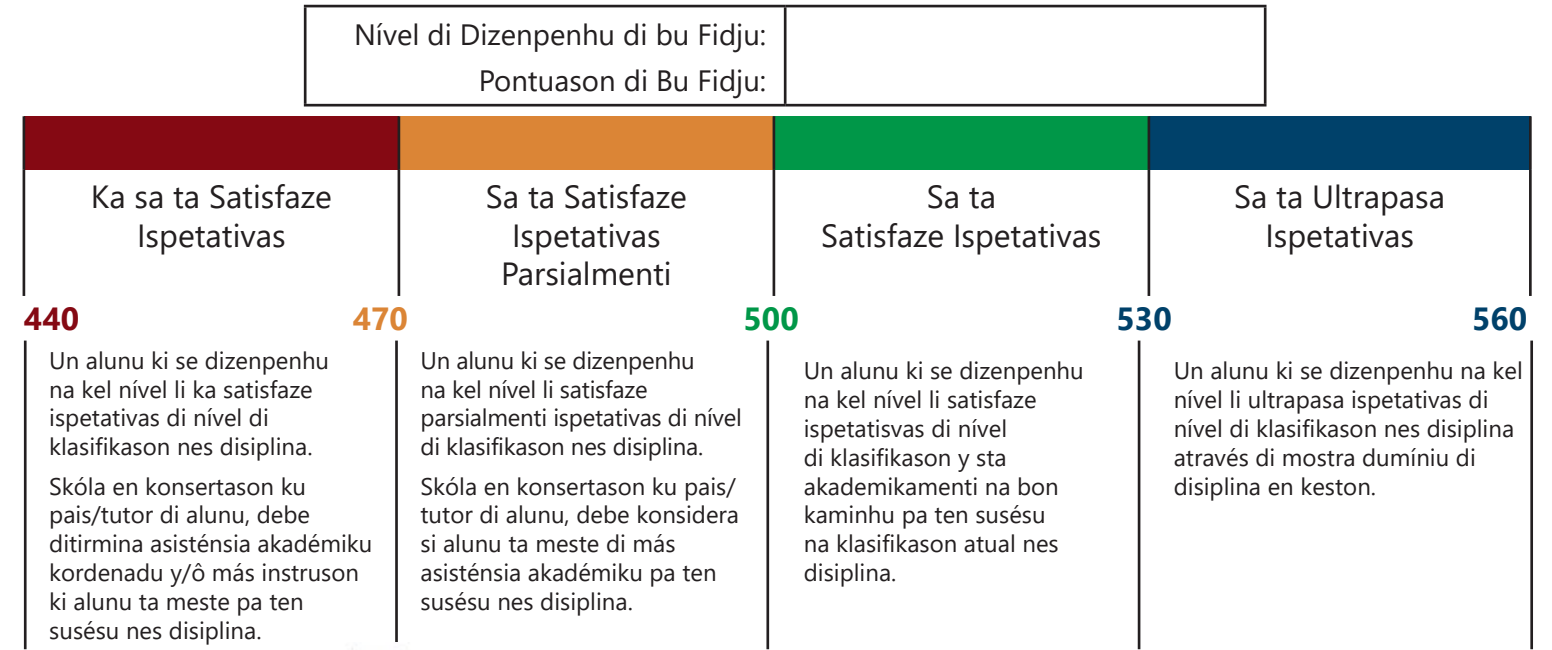 Nível di Dizenpenhu di bu Fidju:
Pontuason di Bu Fidju:
Ka sa ta Satisfaze
Ispetativas
Sa ta Satisfaze
Ispetativas
Parsialmenti
Sa ta
Satisfaze Ispetativas
Sa ta Ultrapasa
Ispetativas
440
470
500
530
560
Un alunu ki se dizenpenhu
na kel nível li ka satisfaze
ispetativas di nível di
klasifikason nes disiplina.
Skóla en konsertason ku
pais/tutor di alunu, debe
ditirmina asisténsia akadémiku
kordenadu y/ô más instruson
ki alunu ta meste pa ten
susésu nes disiplina.
Un alunu ki se dizenpenhu
na kel nível li satisfaze
parsialmenti ispetativas di nível
di klasifikason nes disiplina.
Skóla en konsertason ku pais/
tutor di alunu, debe konsidera
si alunu ta meste di más
asisténsia akadémiku pa ten
susésu nes disiplina.
Un alunu ki se dizenpenhu
na kel nível li satisfaze
ispetatisvas di nível
di klasifikason y sta
akademikamenti na bon
kaminhu pa ten susésu
na klasifikason atual nes
disiplina.
Un alunu ki se dizenpenhu na kel
nível li ultrapasa ispetativas di
nível di klasifikason nes disiplina
através di mostra dumíniu di
disiplina en keston.